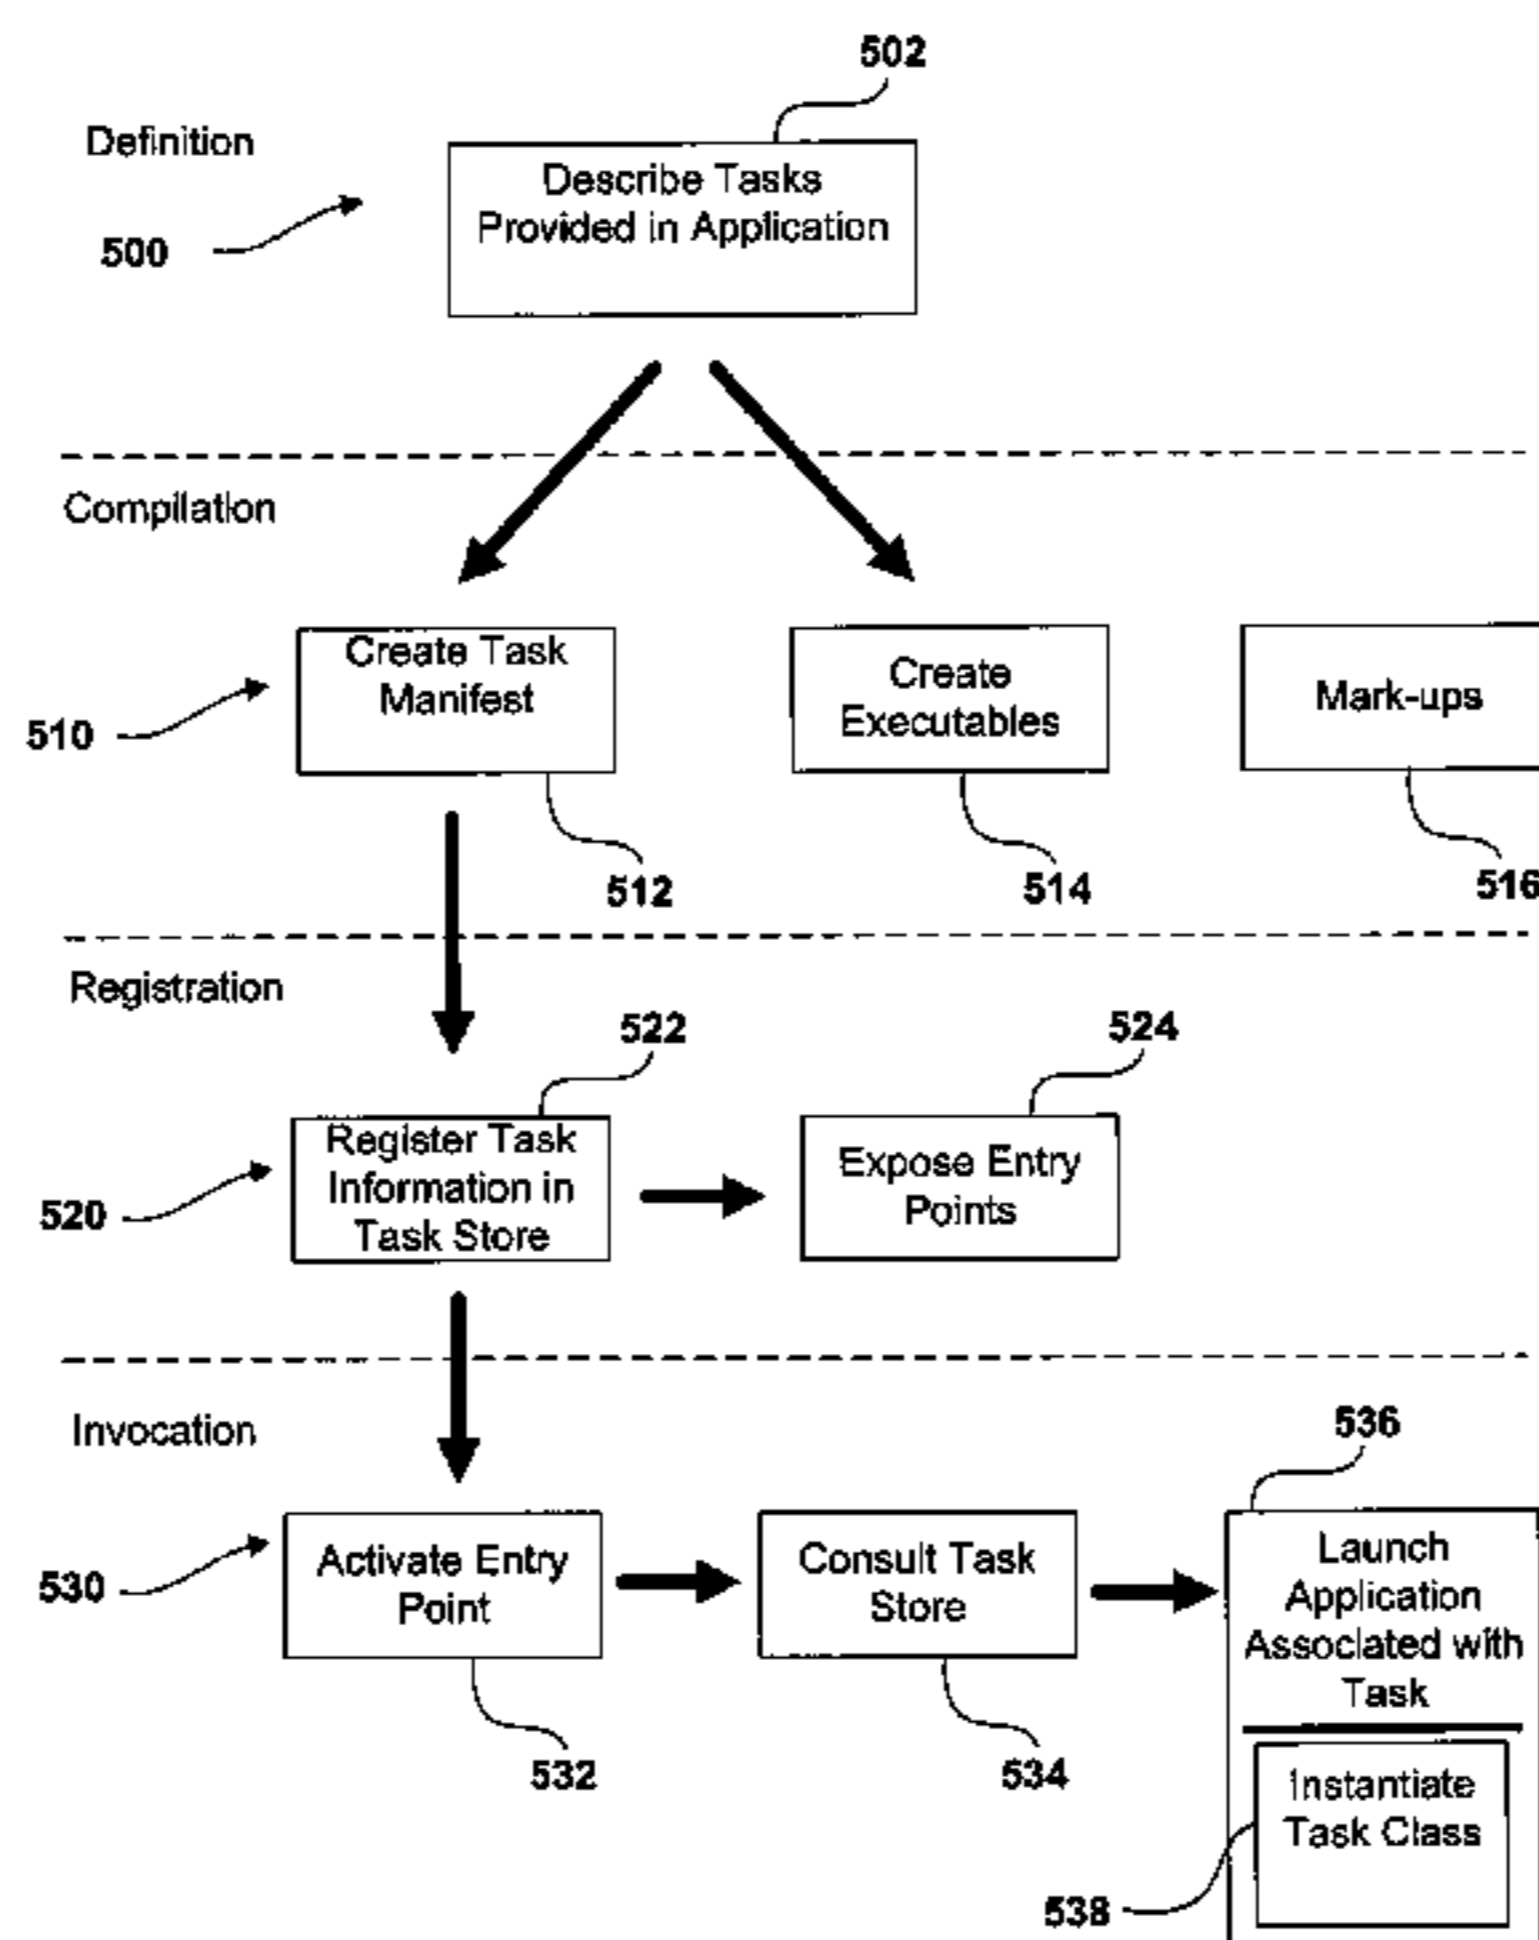 502
Definition
Describe Tasks
Provided in Application
500
Compilation
Create Task
Manifest
Create
Executables
Mark-ups
510
512
514
516
Registration
522
524
Register Task
Information in
Task Store
Expose Entry
Points
520
Invocation
536
Activate Entry
Point
Consult Task
Store
Launch
Application
Associated with
Task
530
532
534
Instantiate
Task Class
538